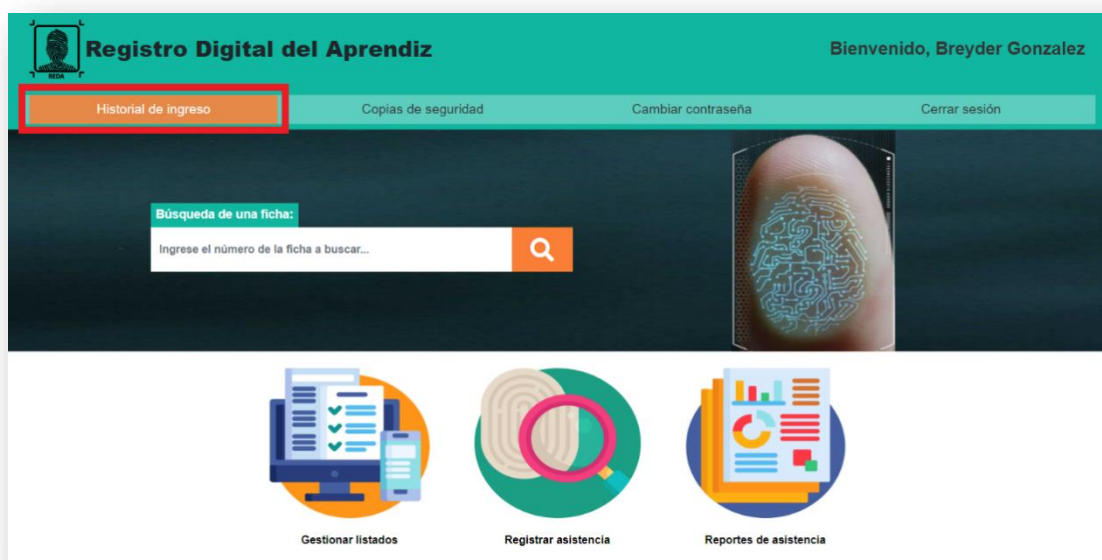 REDA
Registro Digital del Aprendiz
Bienvenido, Breyder Gonzalez
Historial de ingreso
Copias de seguridad
Cambiar contraseña
Cerrar sesión
Búsqueda de una ficha:
Ingrese el número de la ficha a buscar...
Gestionar listados
Registrar asistencia
Reportes de asistencia